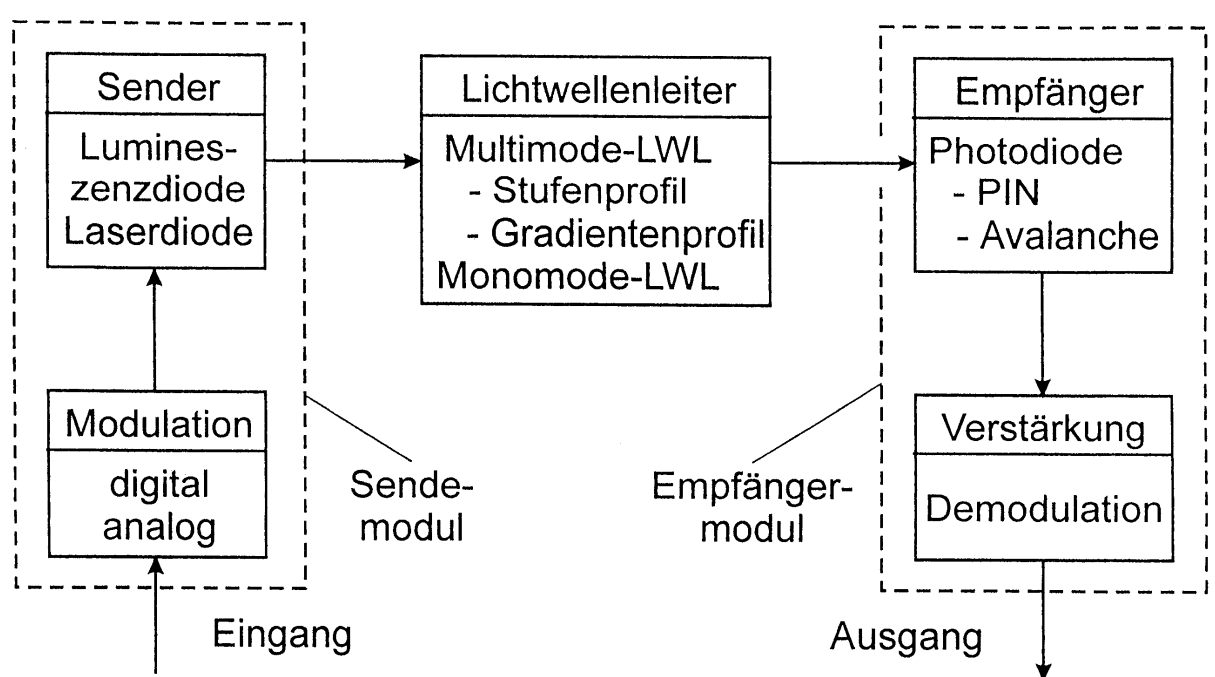 Sender
Lumines-
zenzdiode
Laserdiode
Lichtwellenleiter
Multimode-LWL
- Stufenprofil
- Gradientenprofil
Monomode-LWL
Empfänger
Photodiode
- PIN
- Avalanche
Modulation
digital
analog
Sende-
modul
Empfänger-
modul
Verstärkung
Demodulation
Eingang
Ausgang